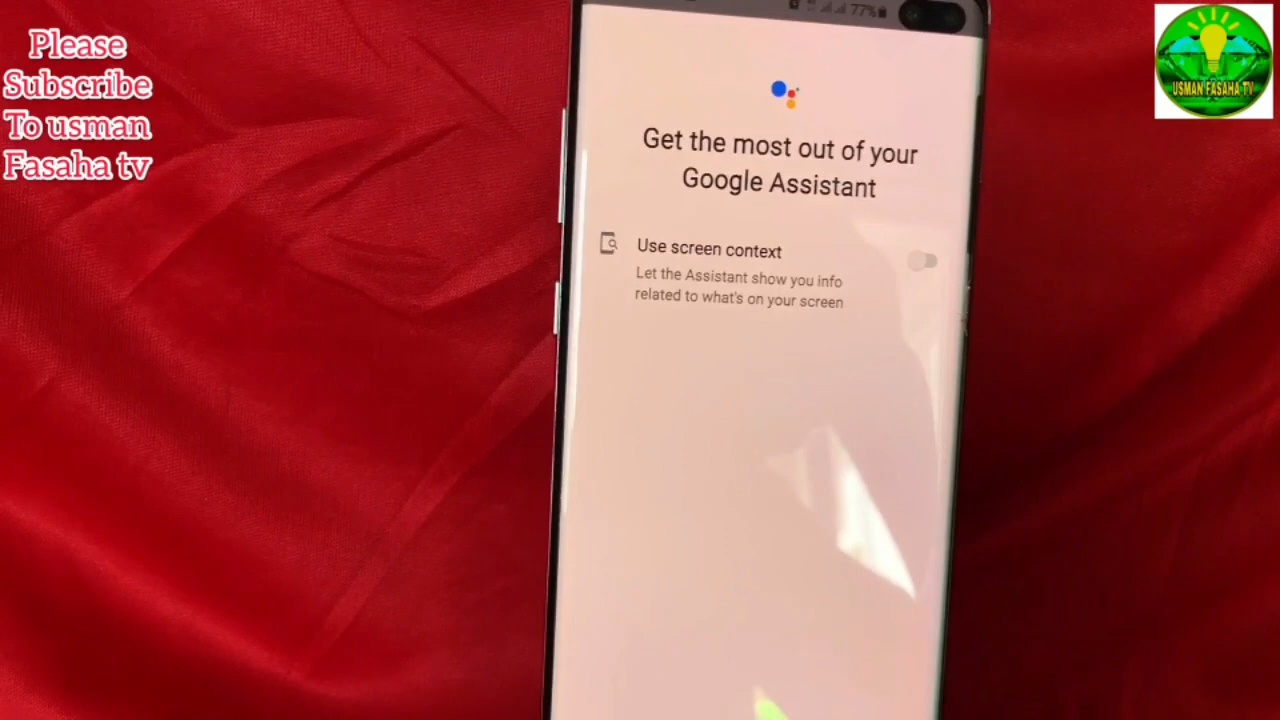 Please
Subscribe
To usman
Fasaha tv
77%
Get the most out of your
Google Assistant
Use screen context
Let the Assistant show you info
related to what's on your screen
USMAN FASAHA TV